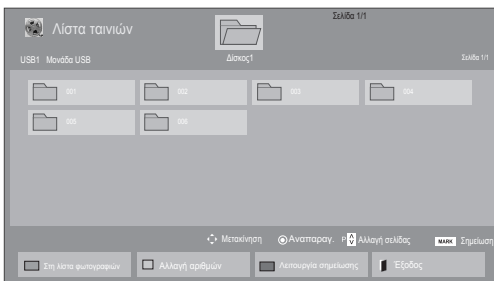 Σελίδα 1/1
Λίστα ταινιών
USB1 Μονάδα USB
Δίσκος1
Σελίδα 1/1
001 002 003 004
005 006
Μετακίνηση Αναπαραγ. P Αλλαγή σελίδας MARK Σημείωση
Στη λίστα φωτογραφιών Αλλαγή αριθμών Λειτουργία σημείωσης Έξοδος